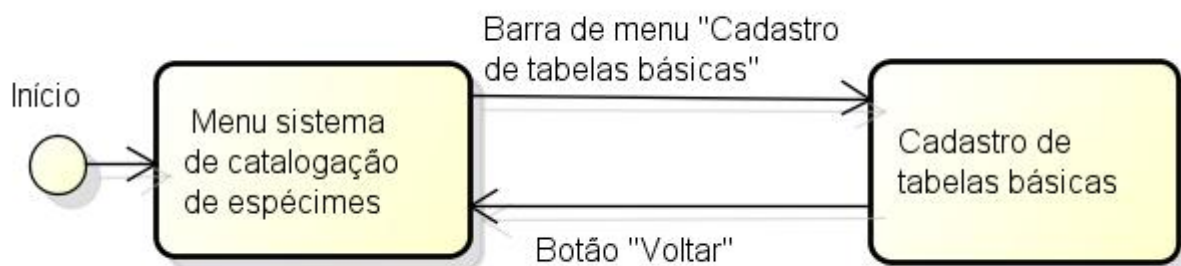 Início
Menu sistema
de catalogação
de espécimes
Barra de menu "Cadastro
de tabelas básicas"
Cadastro de
tabelas básicas
Botão "Voltar"